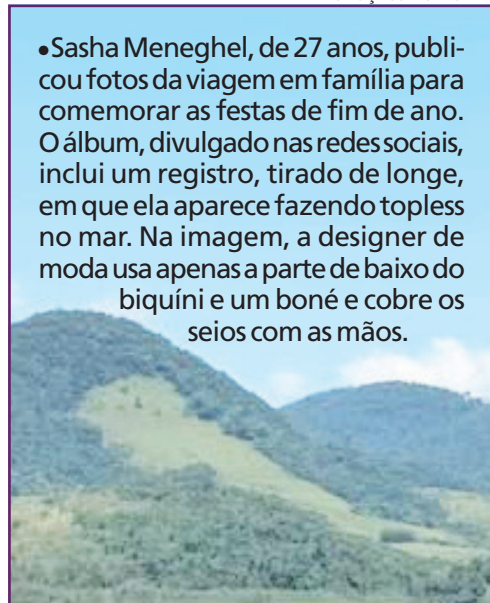 •Sasha Meneghel, de 27 anos, publi-
cou fotos da viagem em família para
comemorar as festas de fim de ano.
O álbum, divulgado nas redes sociais,
inclui um registro, tirado de longe,
em que ela aparece fazendo topless
no mar. Na imagem, a designer de
moda usa apenas a parte de baixo do
biquíni e um boné e cobre os
seios com as mãos.